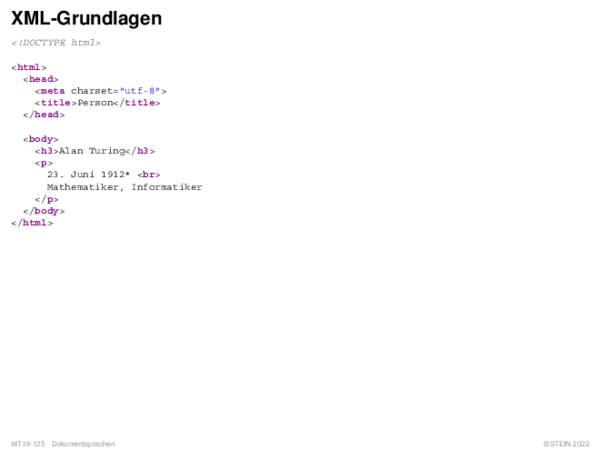 XML-Grundlagen
<!DOCTYPE html>
<html>
<head>
<meta charset="utf-8">
<title>Person</title>
</head>
<body>
<h3>Alan Turing</h3>
<p>
23. Juni 1912* <br>
Mathematiker, Informatiker
</p>
</body>
</html>
WT:III-125 Dokumentsprachen
©STEIN 2022